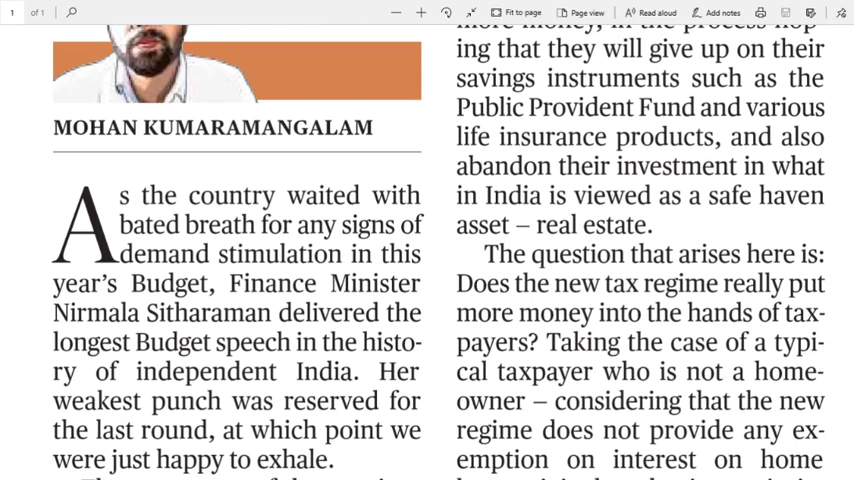 1 of 1
Fit to page
Page view
Read aloud
Add notes
MOHAN KUMARAMANGALAM
As the country waited with
bated breath for any signs of
demand stimulation in this
year’s Budget, Finance Minister
Nirmala Sitharaman delivered the
longest Budget speech in the histo-
ry of independent India. Her
weakest punch was reserved for
the last round, at which point we
were just happy to exhale.
more money, in the process hop-
ing that they will give up on their
savings instruments such as the
Public Provident Fund and various
life insurance products, and also
abandon their investment in what
in India is viewed as a safe haven
asset – real estate.
The question that arises here is:
Does the new tax regime really put
more money into the hands of tax-
payers? Taking the case of a typi-
cal taxpayer who is not a home-
owner – considering that the new
regime does not provide any ex-
emption on interest on home